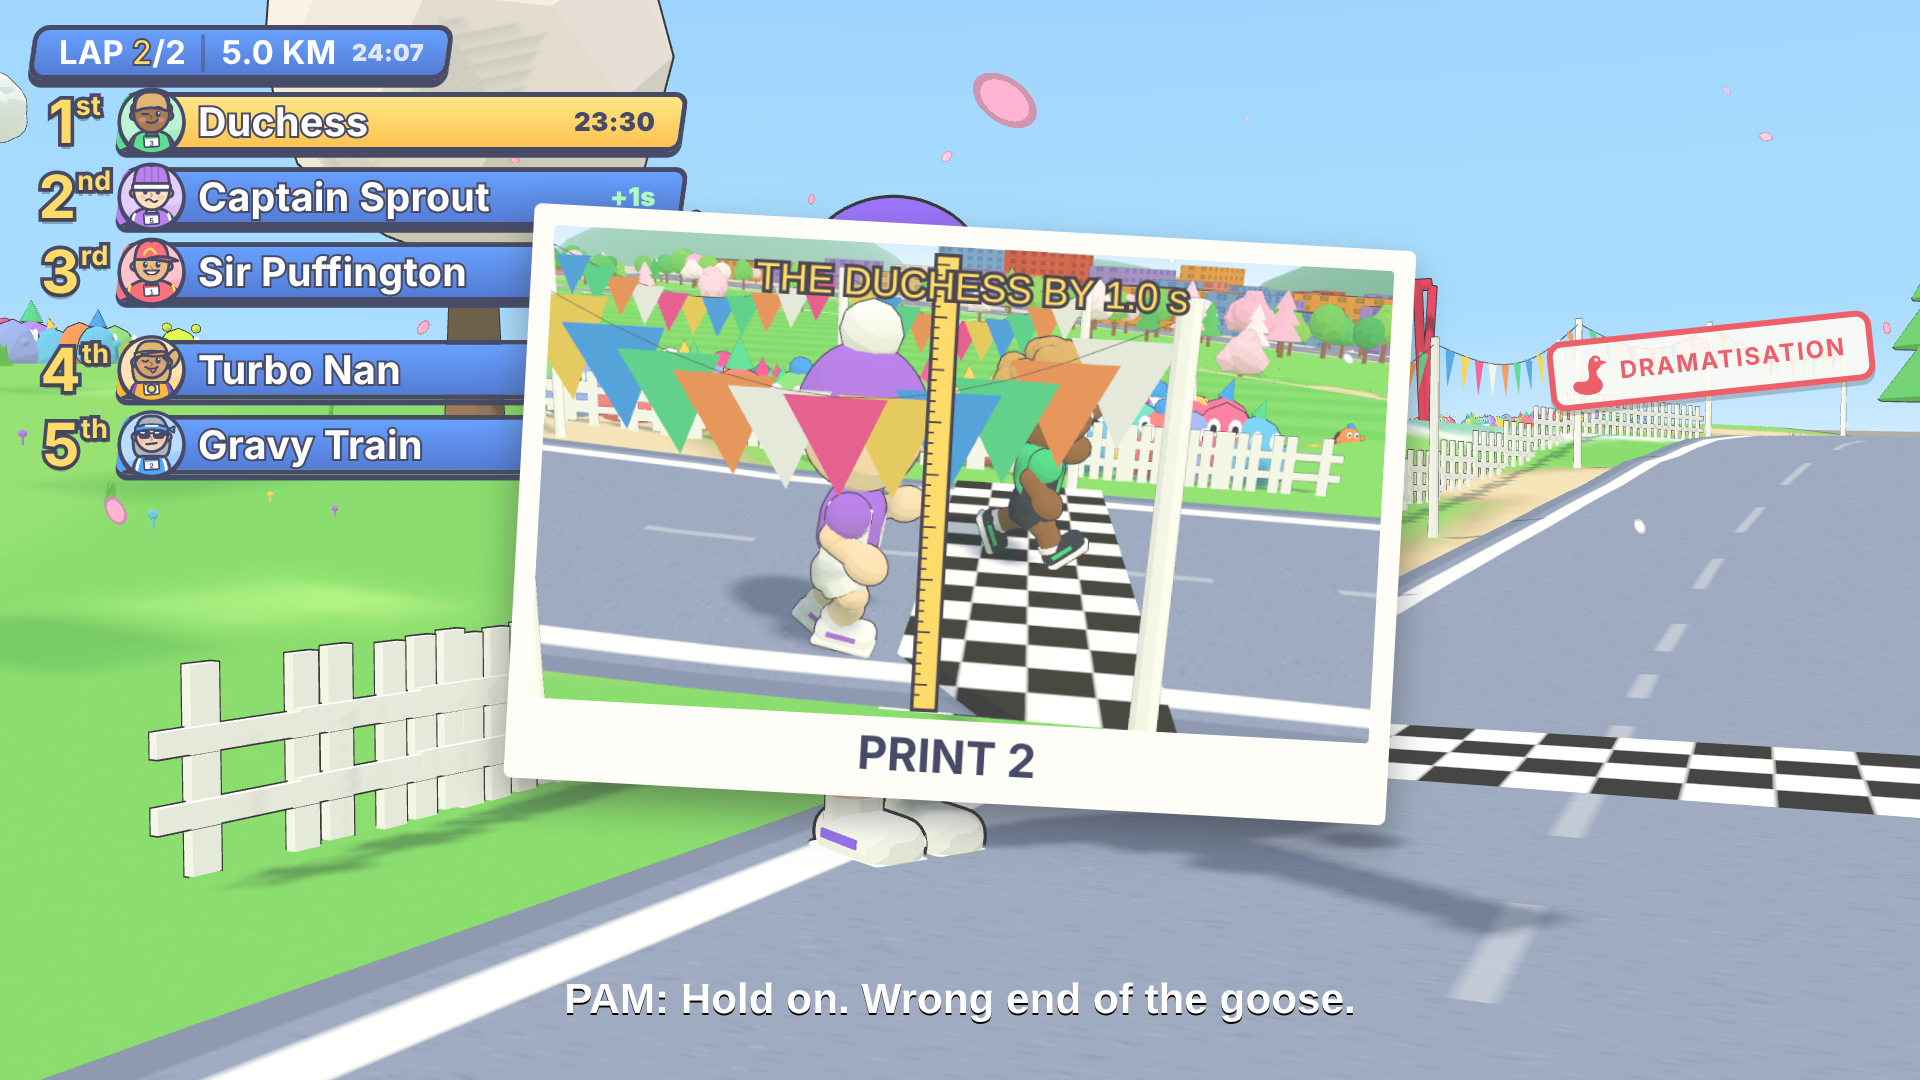 LAP 2/2 5.0 KM 24:07
1st Duchess 23:30
2nd Captain Sprout +1s
3rd Sir Puffington
4th Turbo Nan
5th Gravy Train
THE DUCHESS BY 1.0 s
PRINT 2
DRAMATISATION
PAM: Hold on. Wrong end of the goose.